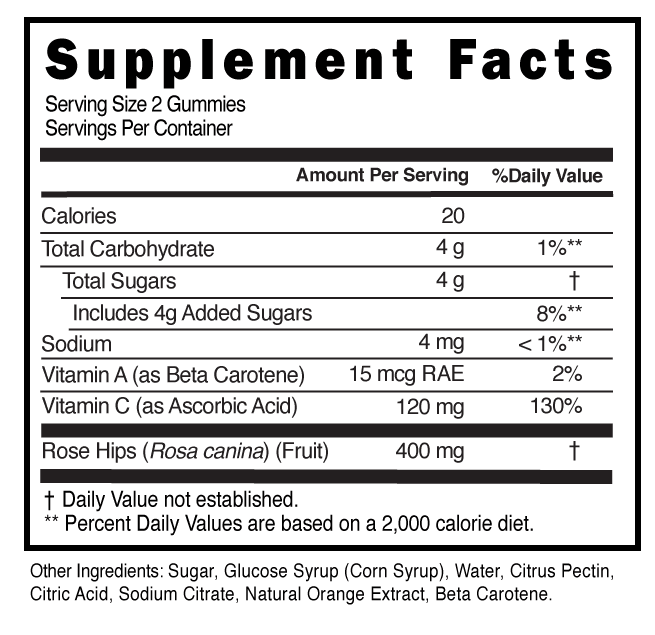 Supplement Facts
Serving Size 2 Gummies
Servings Per Container
Amount Per Serving %Daily Value
Calories 20
Total Carbohydrate 4 g 1%**
Total Sugars 4 g †
Includes 4g Added Sugars 8%**
Sodium 4 mg < 1%**
Vitamin A (as Beta Carotene) 15 mcg RAE 2%
Vitamin C (as Ascorbic Acid) 120 mg 130%
Rose Hips (Rosa canina) (Fruit) 400 mg †
† Daily Value not established.
** Percent Daily Values are based on a 2,000 calorie diet.
Other Ingredients: Sugar, Glucose Syrup (Corn Syrup), Water, Citrus Pectin,
Citric Acid, Sodium Citrate, Natural Orange Extract, Beta Carotene.